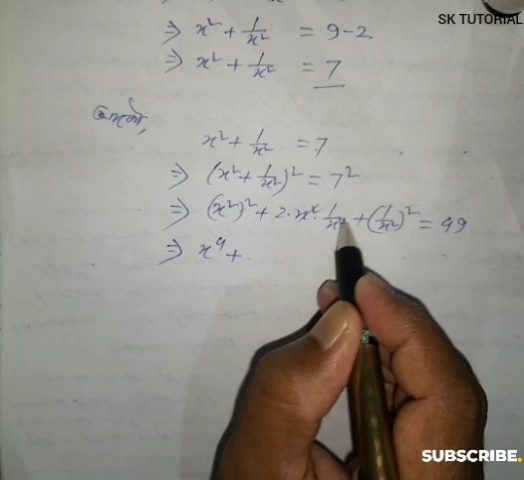 SK TUTORIAL
⇒ x² + 1/x² = 9-2
⇒ x² + 1/x² = 7
x² + 1/x² = 7
⇒ (x² + 1/x²)² = 7²
⇒ (x²)² + 2·x²·1/x² + (1/x²)² = 49
⇒ x⁴ +
SUBSCRIBE.